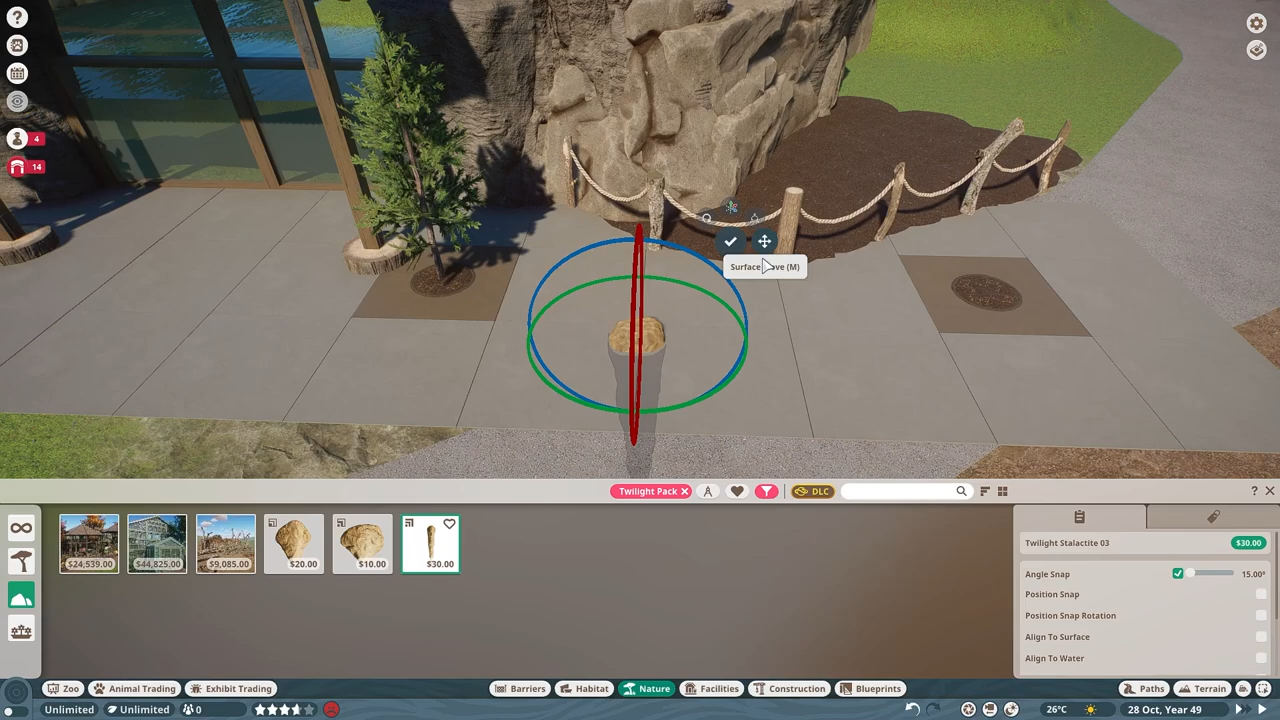 ?
4
14
Surface Move (M)
Twilight Pack ×
DLC
? ×
$24,539.00
$44,825.00
$9,085.00
$20.00
$10.00
$30.00
Twilight Stalactite 03
$30.00
Angle Snap
15.00°
Position Snap
Position Snap Rotation
Align To Surface
Align To Water
Zoo
Animal Trading
Exhibit Trading
Barriers
Habitat
Nature
Facilities
Construction
Blueprints
Paths
Terrain
Unlimited
Unlimited
0
26°C
28 Oct, Year 49